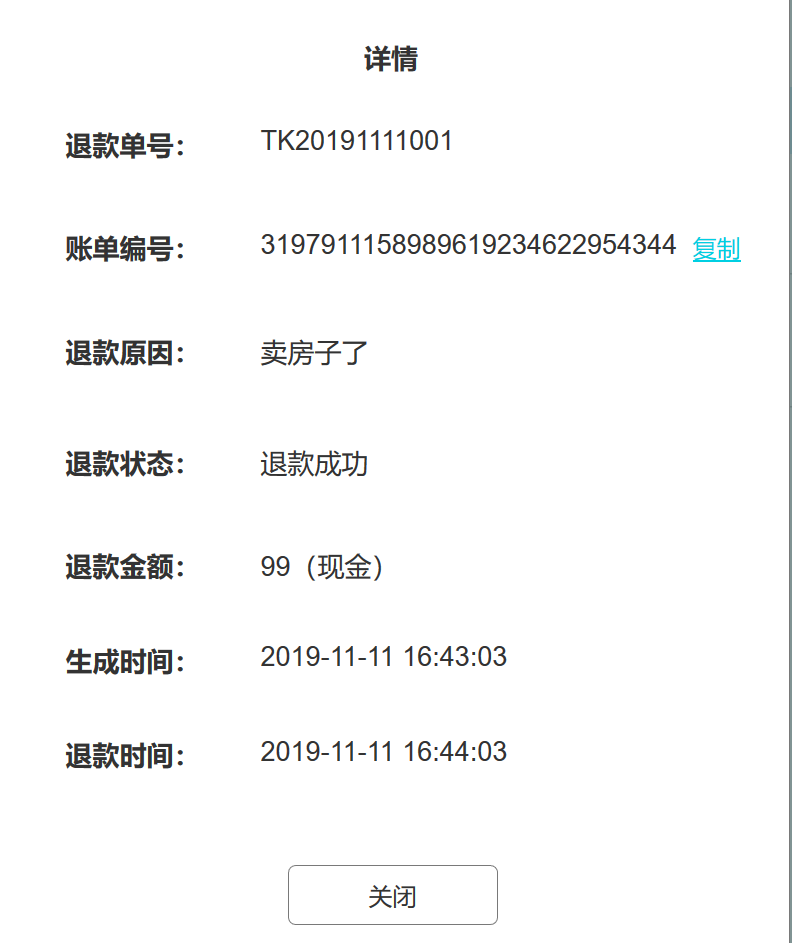 详情
退款单号： TK20191111001
账单编号： 3197911158989619234622954344 复制
退款原因： 卖房子了
退款状态： 退款成功
退款金额： 99（现金）
生成时间： 2019-11-11 16:43:03
退款时间： 2019-11-11 16:44:03
关闭